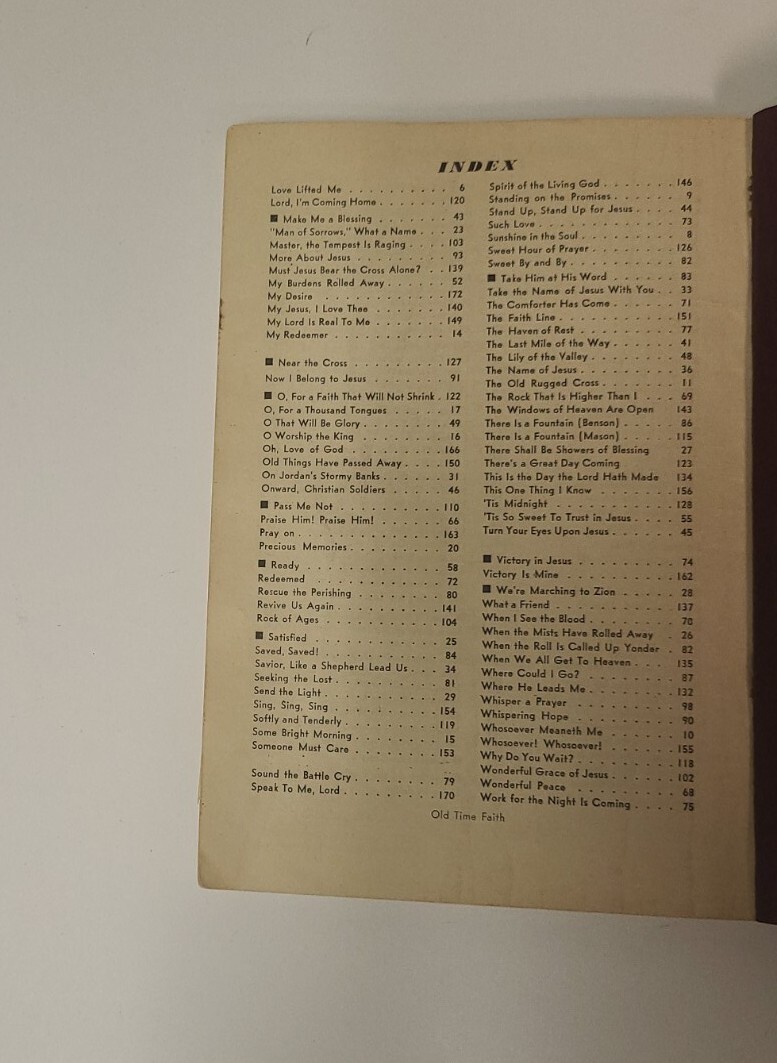 INDEX
Love Lifted Me . . . . . . . . . . 6
Lord, I'm Coming Home . . . . . . . 120
■ Make Me a Blessing . . . . . . . 43
"Man of Sorrows," What a Name . . . 23
Master, the Tempest Is Raging . . . . 103
More About Jesus . . . . . . . . . 93
Must Jesus Bear the Cross Alone? . . 139
My Burdens Rolled Away . . . . . . 52
My Desire . . . . . . . . . . . 172
My Jesus, I Love Thee . . . . . . . 140
My Lord Is Real To Me . . . . . . . 149
My Redeemer . . . . . . . . . . 14
■ Near the Cross . . . . . . . . . 127
Now I Belong to Jesus . . . . . . . 91
■ O, For a Faith That Will Not Shrink . 122
O, For a Thousand Tongues . . . . . 17
O That Will Be Glory . . . . . . . . 49
O Worship the King . . . . . . . . 16
Oh, Love of God . . . . . . . . . 166
Old Things Have Passed Away . . . . 150
On Jordan's Stormy Banks . . . . . . 31
Onward, Christian Soldiers . . . . . 46
■ Pass Me Not . . . . . . . . . . 110
Praise Him! Praise Him! . . . . . . . 66
Pray on . . . . . . . . . . . . . 163
Precious Memories . . . . . . . . . 20
■ Ready . . . . . . . . . . . . . 58
Redeemed . . . . . . . . . . . . 72
Rescue the Perishing . . . . . . . . 80
Revive Us Again . . . . . . . . . . 141
Rock of Ages . . . . . . . . . . . 104
■ Satisfied . . . . . . . . . . . . 25
Saved, Saved! . . . . . . . . . . . 84
Savior, Like a Shepherd Lead Us . . . 34
Seeking the Lost . . . . . . . . . . 81
Send the Light . . . . . . . . . . . 29
Sing, Sing, Sing . . . . . . . . . . 154
Softly and Tenderly . . . . . . . . . 119
Some Bright Morning . . . . . . . . 15
Someone Must Care . . . . . . . . 153
Sound the Battle Cry . . . . . . . . 79
Speak To Me, Lord . . . . . . . . . 170
Spirit of the Living God . . . . . . . 146
Standing on the Promises . . . . . . 9
Stand Up, Stand Up for Jesus . . . . 44
Such Love . . . . . . . . . . . . 73
Sunshine in the Soul . . . . . . . . . 8
Sweet Hour of Prayer . . . . . . . . 126
Sweet By and By . . . . . . . . . . 82
■ Take Him at His Word . . . . . . 83
Take the Name of Jesus With You . . 33
The Comforter Has Come . . . . . . 71
The Faith Line . . . . . . . . . . . 151
The Haven of Rest . . . . . . . . . 77
The Last Mile of the Way . . . . . . 41
The Lily of the Valley . . . . . . . . 48
The Name of Jesus . . . . . . . . . 36
The Old Rugged Cross . . . . . . . 11
The Rock That Is Higher Than I . . . 69
The Windows of Heaven Are Open 143
There Is a Fountain (Benson) . . . . . 86
There Is a Fountain (Mason) . . . . . 115
There Shall Be Showers of Blessing 27
There's a Great Day Coming 123
This Is the Day the Lord Hath Made 134
This One Thing I Know . . . . . . . 156
'Tis Midnight . . . . . . . . . . . 128
'Tis So Sweet To Trust in Jesus . . . . 55
Turn Your Eyes Upon Jesus . . . . . . 45
■ Victory in Jesus . . . . . . . . . 74
Victory Is Mine . . . . . . . . . . 162
■ We're Marching to Zion . . . . . 28
What a Friend . . . . . . . . . . . 137
When I See the Blood . . . . . . . . 70
When the Mists Have Rolled Away . 26
When the Roll Is Called Up Yonder . 82
When We All Get To Heaven . . . 135
Where Could I Go? . . . . . . . . 87
Where He Leads Me . . . . . . . . 132
Whisper a Prayer . . . . . . . . . 98
Whispering Hope . . . . . . . . . 90
Whosoever Meaneth Me . . . . . . 10
Whosoever! Whosoever! . . . . . . 155
Why Do You Wait? . . . . . . . . . 118
Wonderful Grace of Jesus . . . . . . 102
Wonderful Peace . . . . . . . . . 68
Work for the Night Is Coming . . . . 75
Old Time Faith